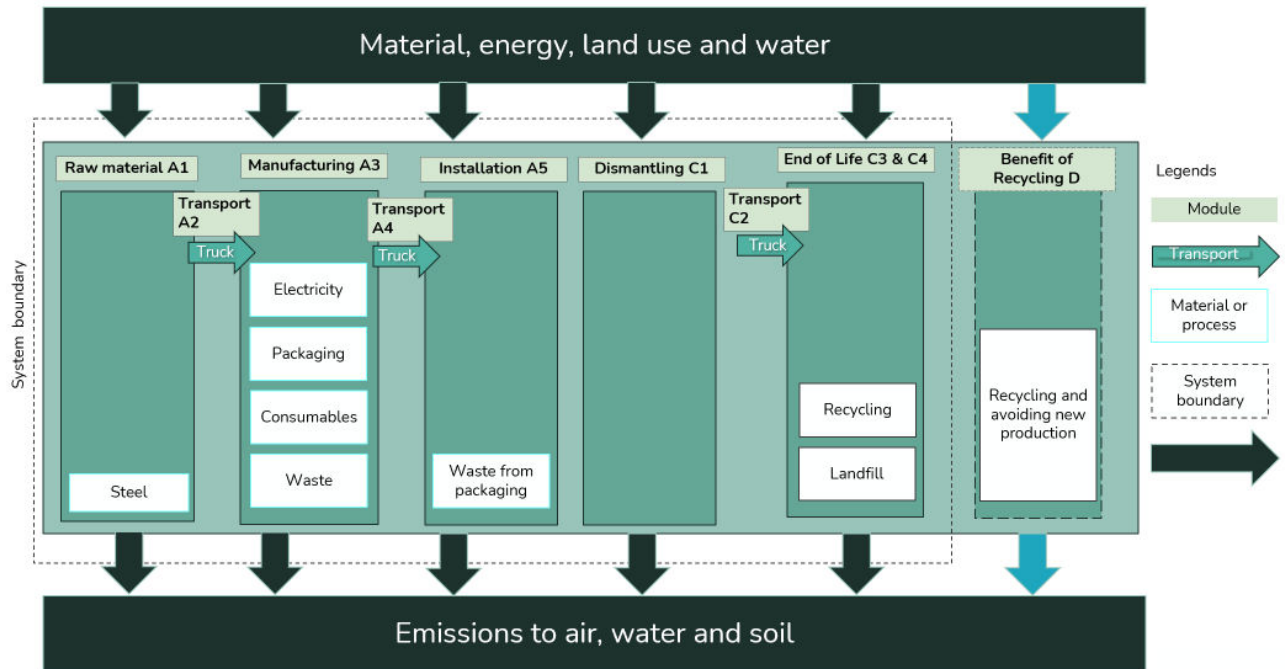 Material, energy, land use and water
Raw material A1
Manufacturing A3
Installation A5
Dismantling C1
End of Life C3 & C4
Benefit of
Recycling D
Transport
A2
Truck
Transport
A4
Truck
Transport
C2
Truck
Electricity
Packaging
Consumables
Waste
Steel
Waste from
packaging
Recycling
Landfill
Recycling and
avoiding new
production
System boundary
Legends
Module
Transport
Material or
process
System
boundary
Emissions to air, water and soil